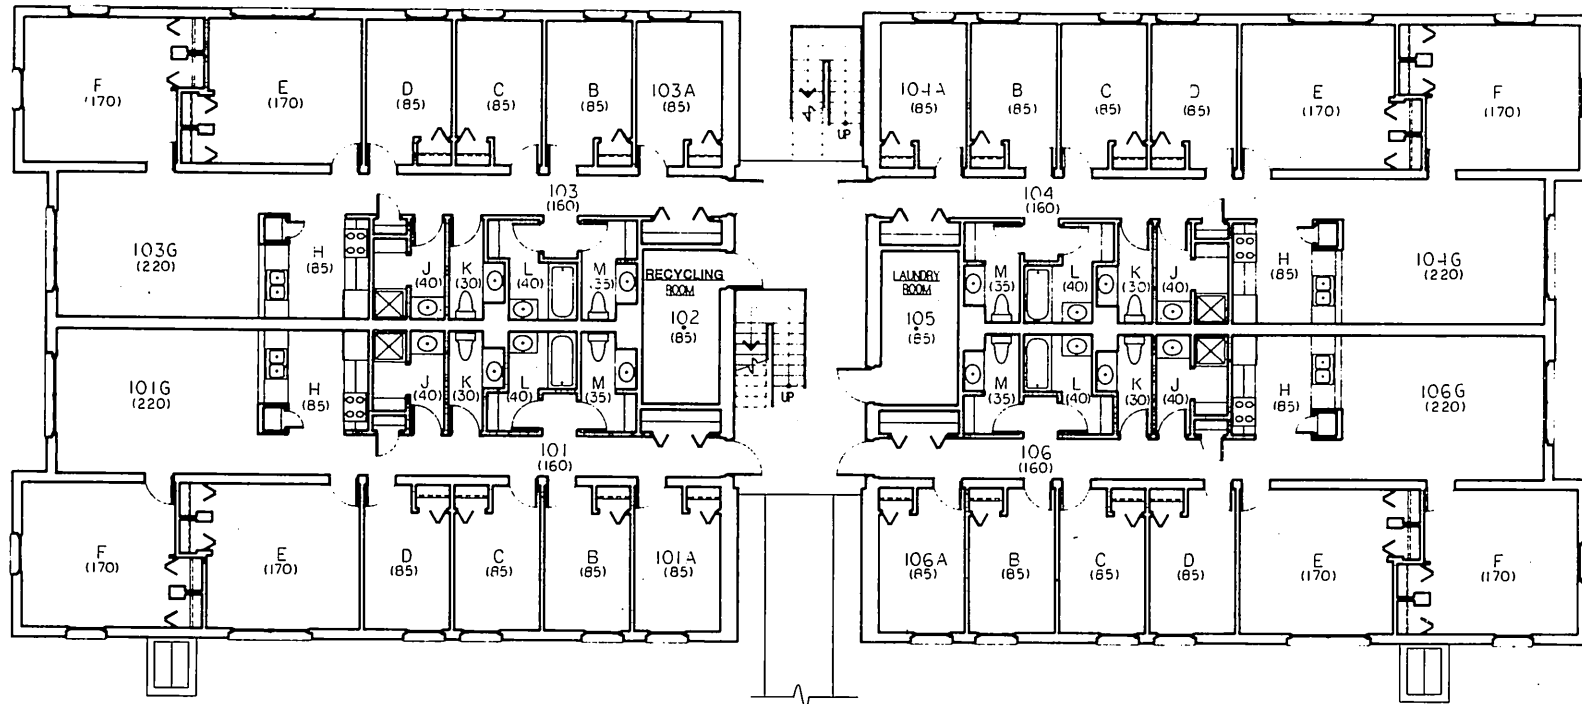 F
(170)
E
(170)
D
(85)
C
(85)
B
(85)
103A
(85)
UP
104A
(85)
B
(85)
C
(85)
D
(85)
E
(170)
F
(170)
103
(160)
104
(160)
103G
(220)
H
(85)
J
(40)
K
(30)
L
(40)
M
(35)
RECYCLING
ROOM
102
(85)
LAUNDRY
ROOM
105
(85)
M
(35)
L
(40)
K
(30)
J
(40)
H
(85)
104G
(220)
101G
(220)
H
(85)
J
(40)
K
(30)
L
(40)
M
(35)
UP
M
(35)
L
(40)
K
(30)
J
(40)
H
(85)
106G
(220)
101
(160)
106
(160)
F
(170)
E
(170)
D
(85)
C
(85)
B
(85)
101A
(85)
106A
(85)
B
(85)
C
(85)
D
(85)
E
(170)
F
(170)